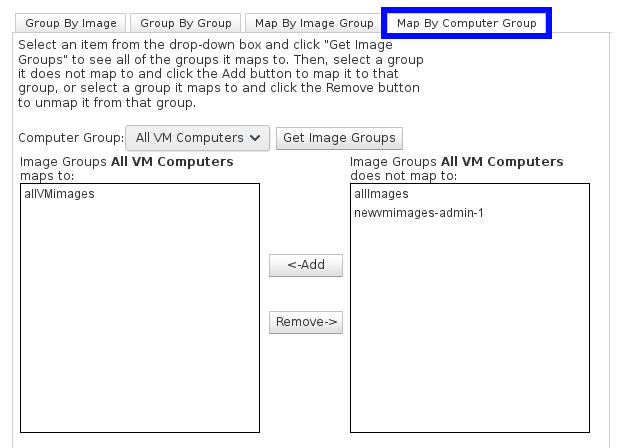 Group By Image
Group By Group
Map By Image Group
Map By Computer Group
Select an item from the drop-down box and click "Get Image
Groups" to see all of the groups it maps to. Then, select a group
it does not map to and click the Add button to map it to that
group, or select a group it maps to and click the Remove button
to unmap it from that group.
Computer Group: All VM Computers Get Image Groups
Image Groups All VM Computers
maps to:
allVMimages
<-Add
Remove->
Image Groups All VM Computers
does not map to:
allImages
newvmimages-admin-1